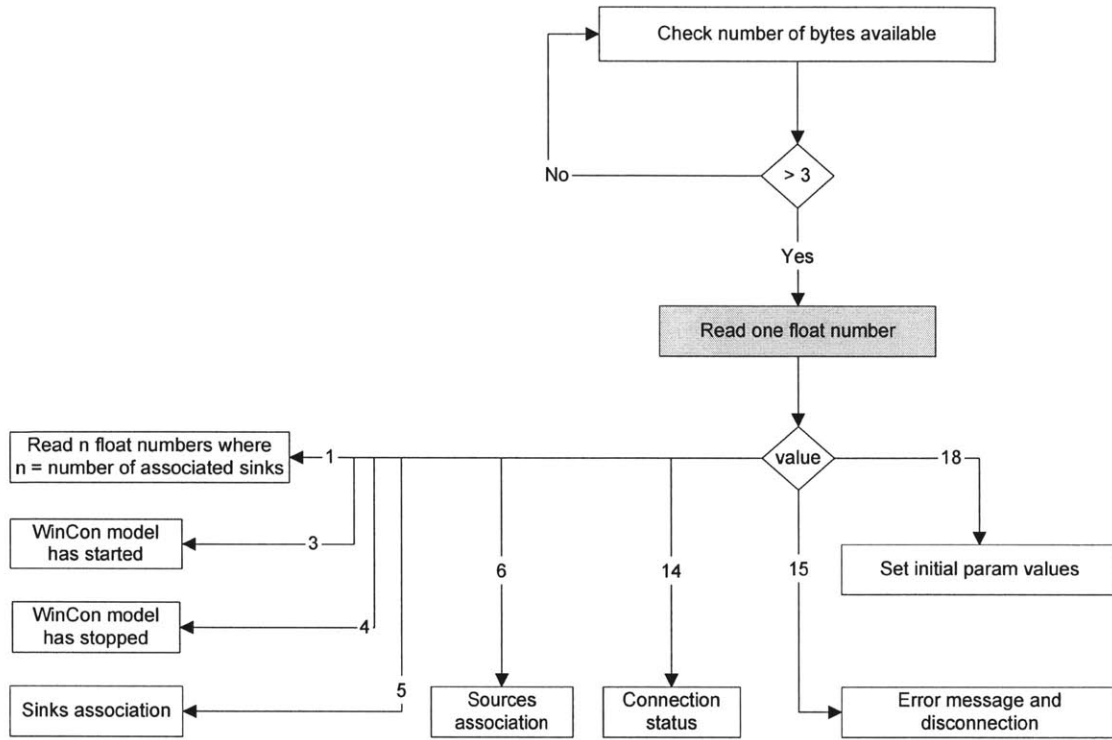 Check number of bytes available
No
> 3
Yes
Read one float number
Read n float numbers where
n = number of associated sinks
1
value
18
WinCon model
has started
3
6
14
15
Set initial param values
WinCon model
has stopped
4
Sinks association
5
Sources
association
Connection
status
Error message and
disconnection